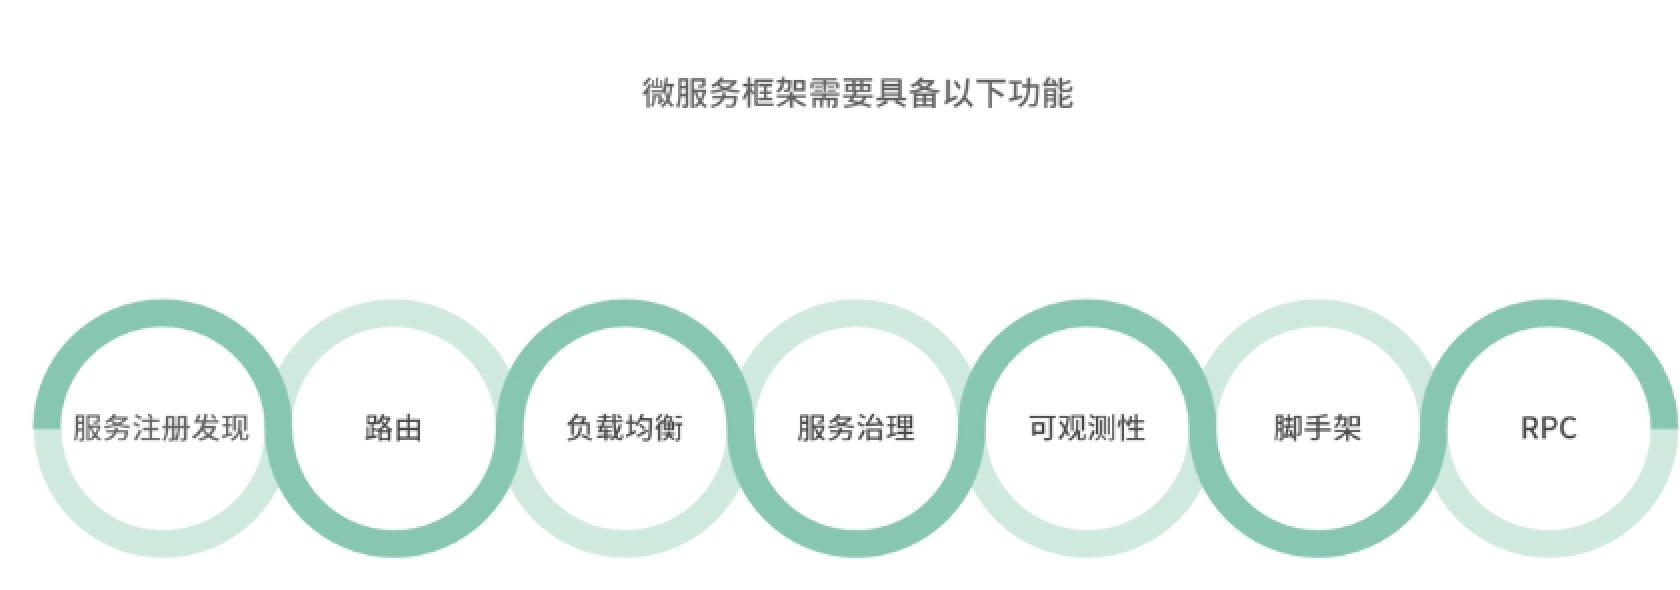 微服务框架需要具备以下功能
服务注册发现
路由
负载均衡
服务治理
可观测性
脚手架
RPC